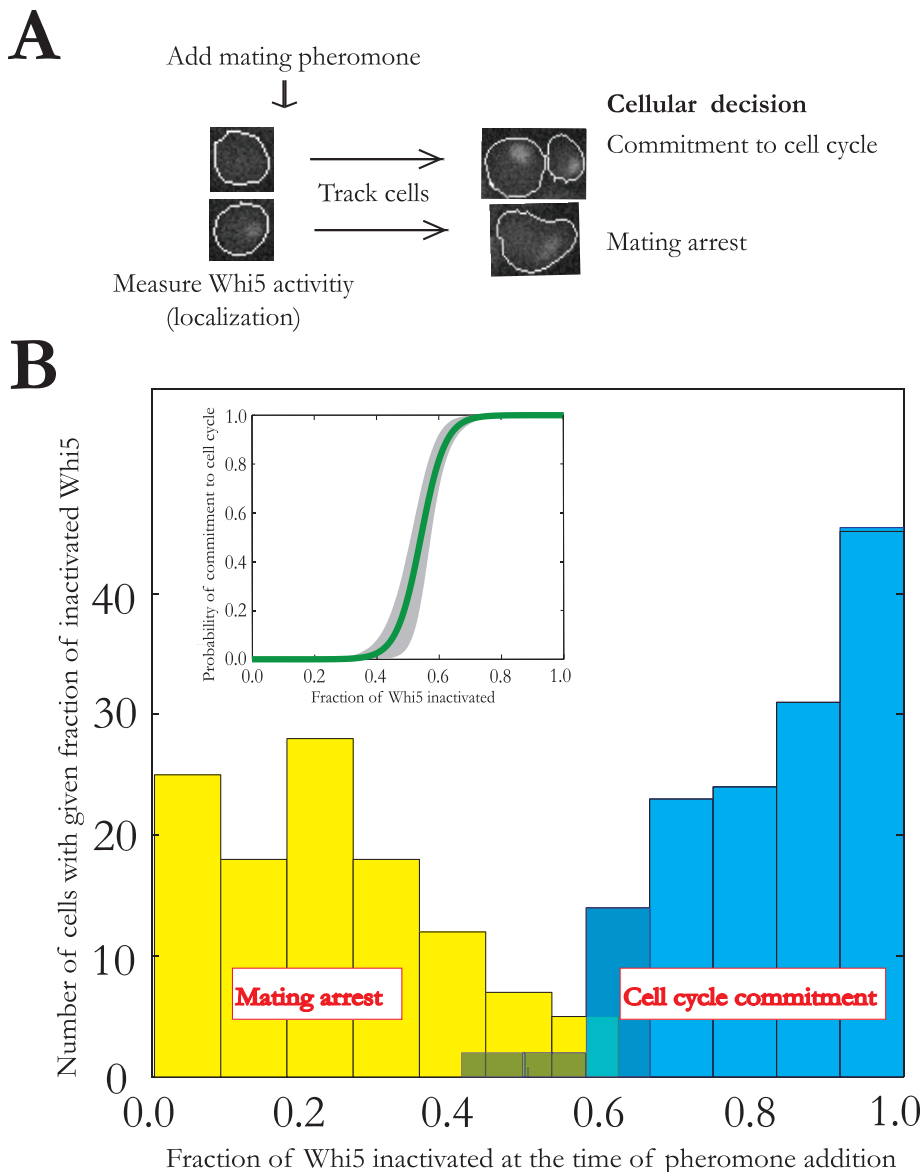 A
Add mating pheromone
Cellular decision
Commitment to cell cycle
Track cells
Mating arrest
Measure Whi5 activitiy
(localization)
B
Number of cells with given fraction of inactivated Whi5
40
30
20
10
0
Probability of commitment to cell cycle
1.0
0.8
0.6
0.4
0.2
0.0
0.0 0.2 0.4 0.6 0.8 1.0
Fraction of Whi5 inactivated
Mating arrest
Cell cycle commitment
0.0 0.2 0.4 0.6 0.8 1.0
Fraction of Whi5 inactivated at the time of pheromone addition